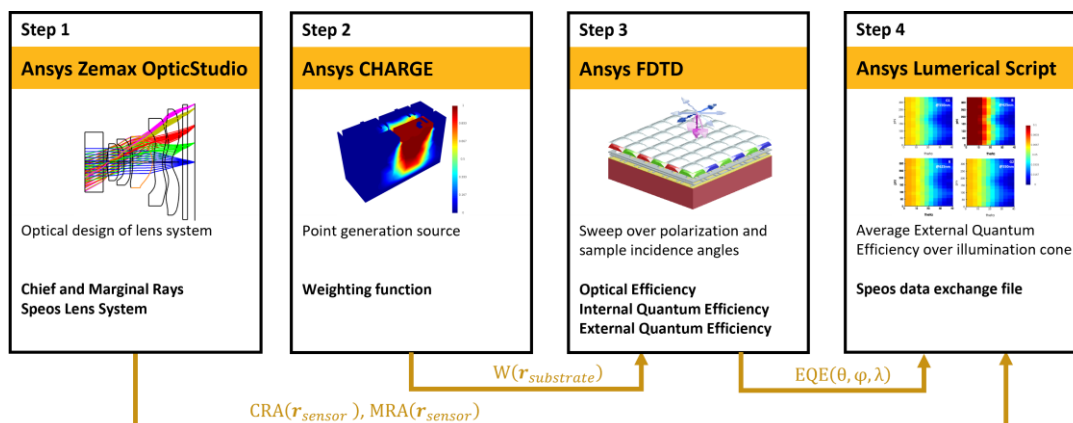 Step 1
Ansys Zemax OpticStudio
Optical design of lens system
Chief and Marginal Rays
Speos Lens System
Step 2
Ansys CHARGE
Point generation source
Weighting function
Step 3
Ansys FDTD
Sweep over polarization and
sample incidence angles
Optical Efficiency
Internal Quantum Efficiency
External Quantum Efficiency
Step 4
Ansys Lumerical Script
Average External Quantum
Efficiency over illumination cone
Speos data exchange file
W(r_substrate)
EQE(θ, φ, λ)
CRA(r_sensor), MRA(r_sensor)